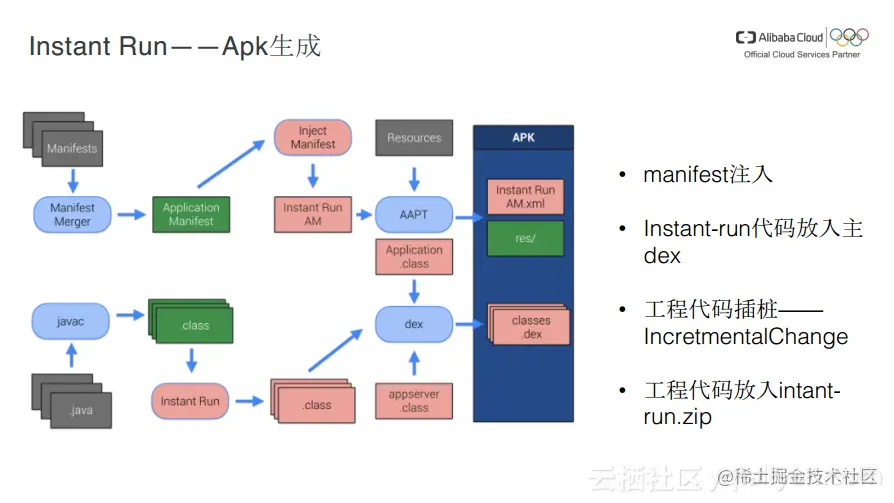 Instant Run——Apk生成
Alibaba Cloud
Official Cloud Services Partner
Manifests
Manifest
Merger
Application
Manifest
Inject
Manifest
Instant Run
AM
Resources
AAPT
Application
.class
APK
Instant Run
AM.xml
res/
javac
.class
dex
classes
.dex
.java
Instant Run
.class
appserver
.class
• manifest注入
• Instant-run代码放入主
dex
• 工程代码插桩——
IncretmentalChange
• 工程代码放入intant-
run.zip
云栖社区
@稀土掘金技术社区